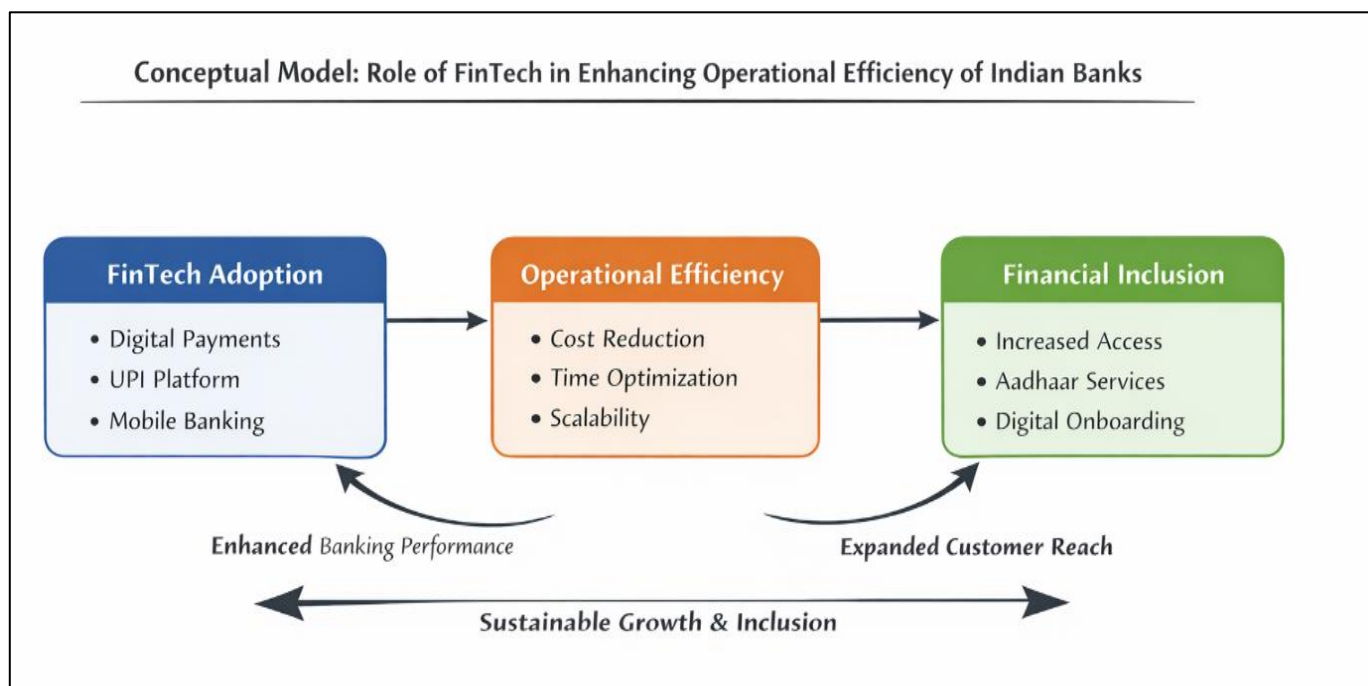 Conceptual Model: Role of FinTech in Enhancing Operational Efficiency of Indian Banks
FinTech Adoption
• Digital Payments
• UPI Platform
• Mobile Banking
Operational Efficiency
• Cost Reduction
• Time Optimization
• Scalability
Financial Inclusion
• Increased Access
• Aadhaar Services
• Digital Onboarding
Enhanced Banking Performance
Expanded Customer Reach
Sustainable Growth & Inclusion